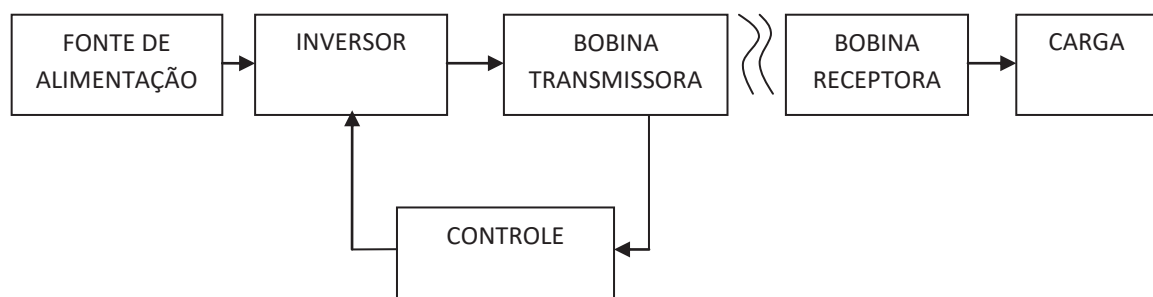 FONTE DE
ALIMENTAÇÃO
INVERSOR
BOBINA
TRANSMISSORA
BOBINA
RECEPTORA
CARGA
CONTROLE